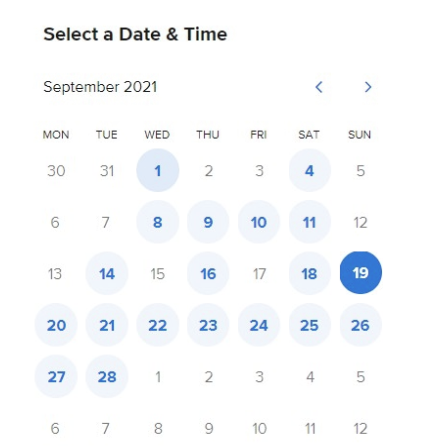 Select a Date & Time
September 2021
MON TUE WED THU FRI SAT SUN
30 31 1 2 3 4 5
6 7 8 9 10 11 12
13 14 15 16 17 18 19
20 21 22 23 24 25 26
27 28 1 2 3 4 5
6 7 8 9 10 11 12